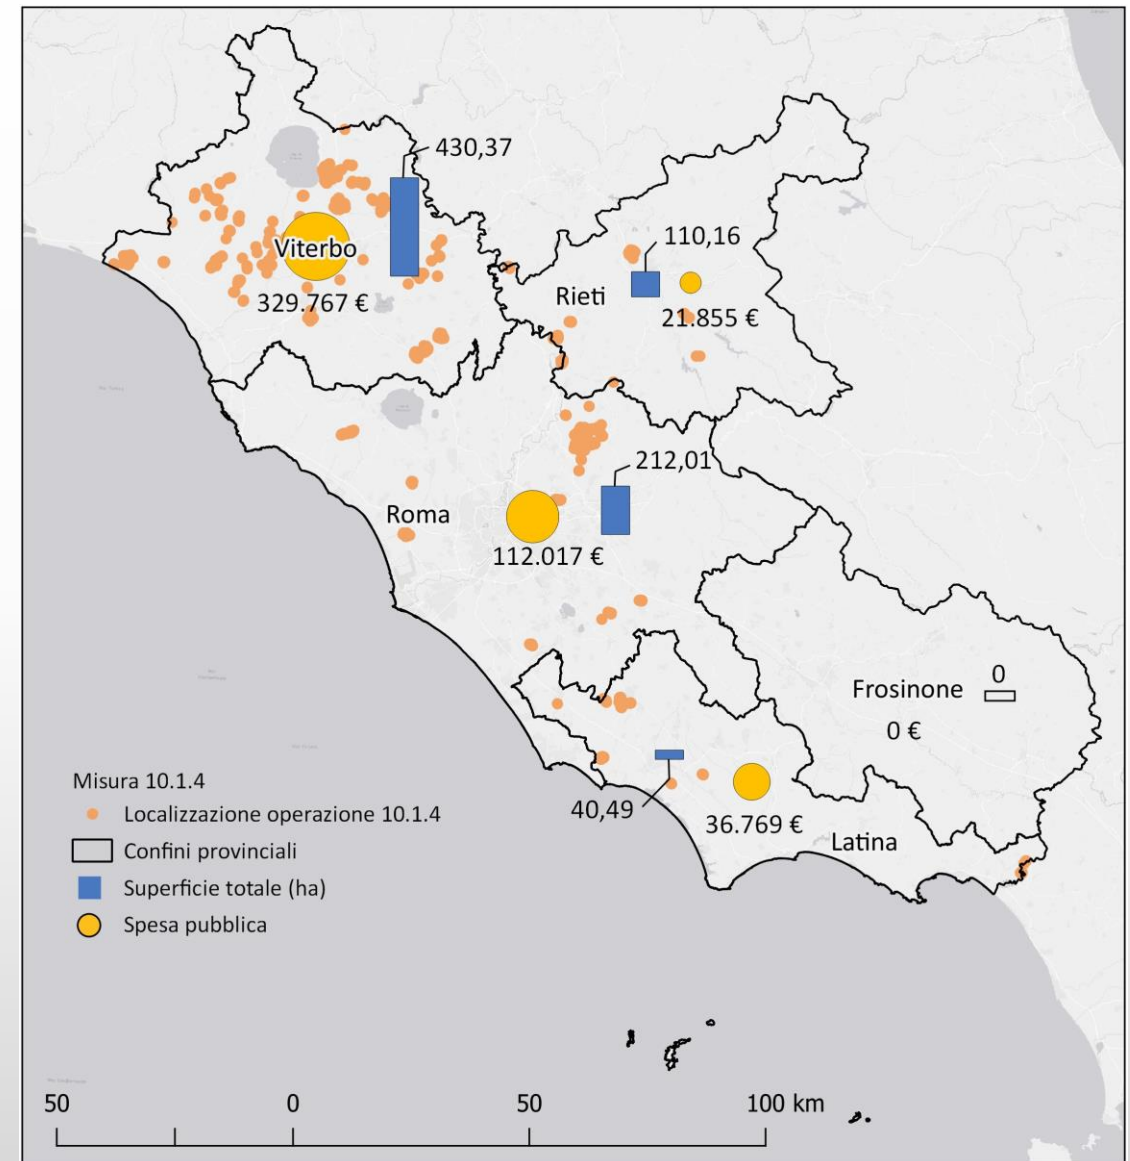 430,37
110,16
Viterbo
Rieti
329.767 €
21.855 €
212,01
Roma
112.017 €
0
Frosinone
0 €
Misura 10.1.4
Localizzazione operazione 10.1.4
40,49
36.769 €
Latina
Confini provinciali
Superficie totale (ha)
Spesa pubblica
50 0 50 100 km